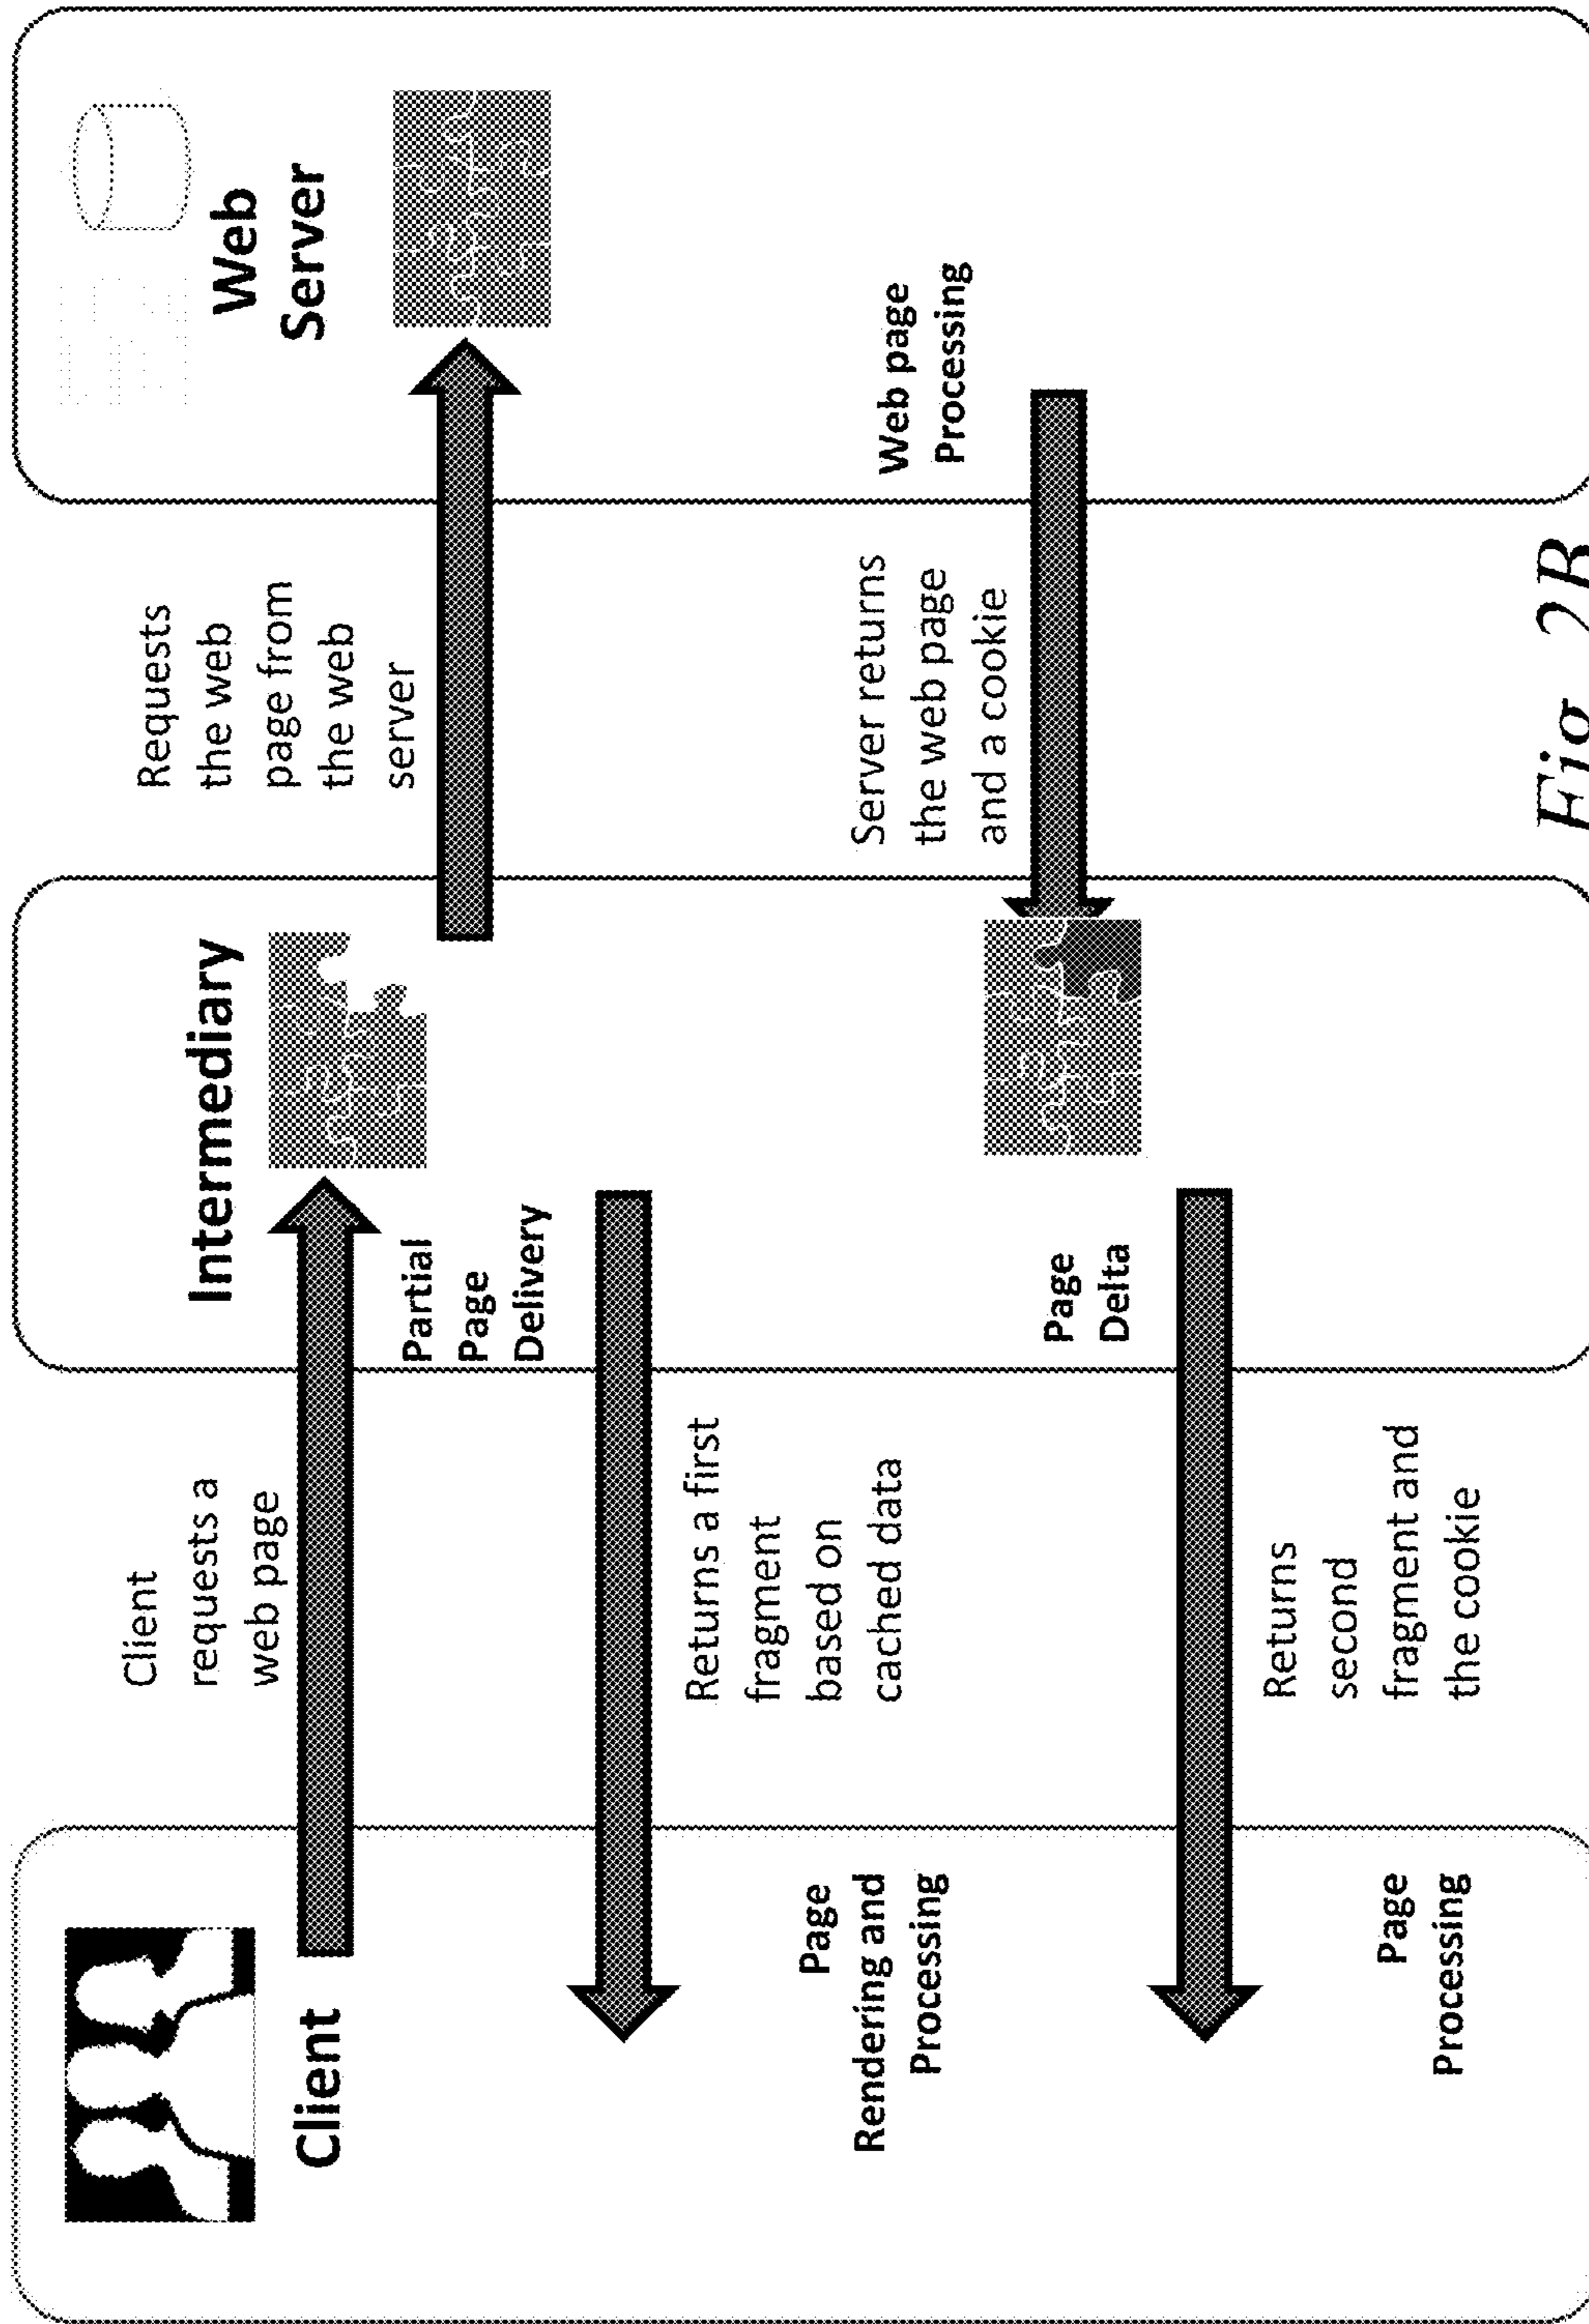 Client
Client
requests a
web page
Intermediary
Requests
the web
page from
the web
server
Web
Server
Partial
Page
Delivery
Returns a first
fragment
based on
cached data
Page
Rendering and
Processing
Web page
Processing
Server returns
the web page
and a cookie
Page
Delta
Returns
second
fragment and
the cookie
Page
Processing
Fig. 2B